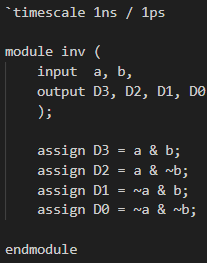 `timescale 1ns / 1ps
module inv (
input a, b,
output D3, D2, D1, D0
);
assign D3 = a & b;
assign D2 = a & ~b;
assign D1 = ~a & b;
assign D0 = ~a & ~b;
endmodule